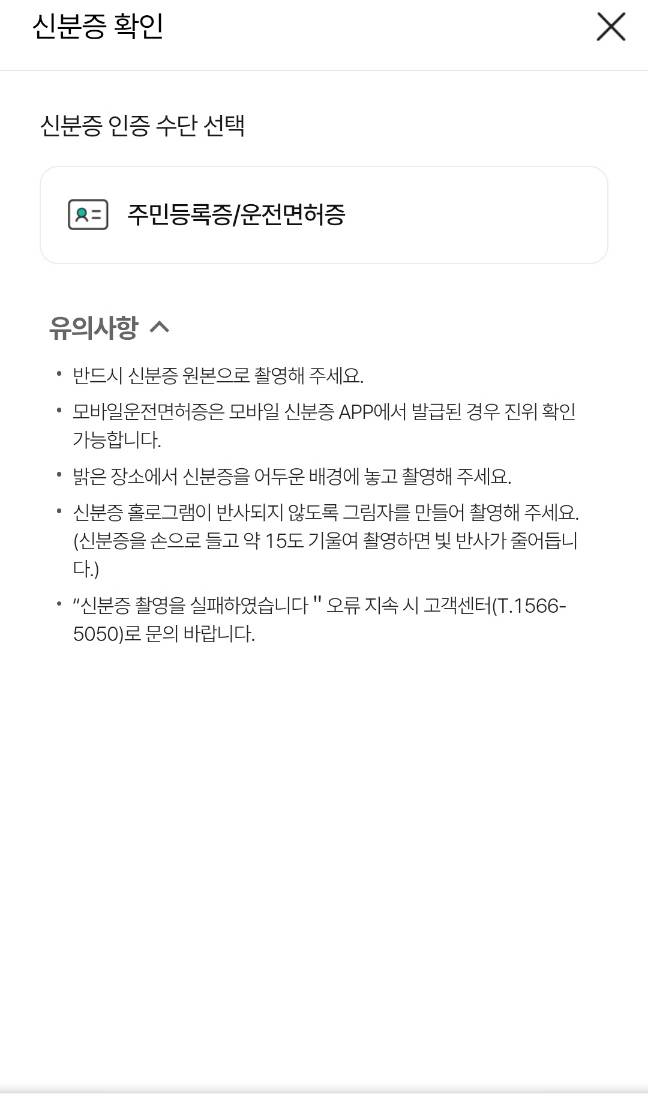 신분증 확인
신분증 인증 수단 선택
주민등록증/운전면허증
유의사항
• 반드시 신분증 원본으로 촬영해 주세요.
• 모바일운전면허증은 모바일 신분증 APP에서 발급된 경우 진위 확인
가능합니다.
• 밝은 장소에서 신분증을 어두운 배경에 놓고 촬영해 주세요.
• 신분증 홀로그램이 반사되지 않도록 그림자를 만들어 촬영해 주세요.
(신분증을 손으로 들고 약 15도 기울여 촬영하면 빛 반사가 줄어듭니
다.)
• “신분증 촬영을 실패하였습니다 " 오류 지속 시 고객센터(T.1566-
5050)로 문의 바랍니다.